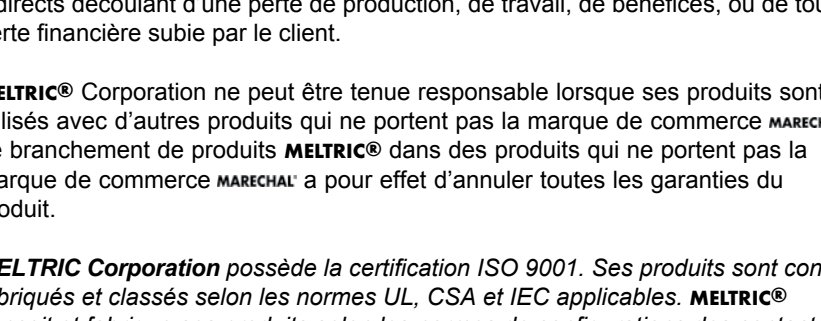 directs découlant d'une perte de production, de travail, de bénéfices, ou de tou
erte financière subie par le client.
ELTRIC® Corporation ne peut être tenue responsable lorsque ses produits sont
ilisés avec d'autres produits qui ne portent pas la marque de commerce MARECH
e branchement de produits MELTRIC® dans des produits qui ne portent pas la
arque de commerce MARECHAL® a pour effet d'annuler toutes les garanties du
oduit.
ELTRIC Corporation possède la certification ISO 9001. Ses produits sont con
briqués et classés selon les normes UL, CSA et IEC applicables. MELTRIC®